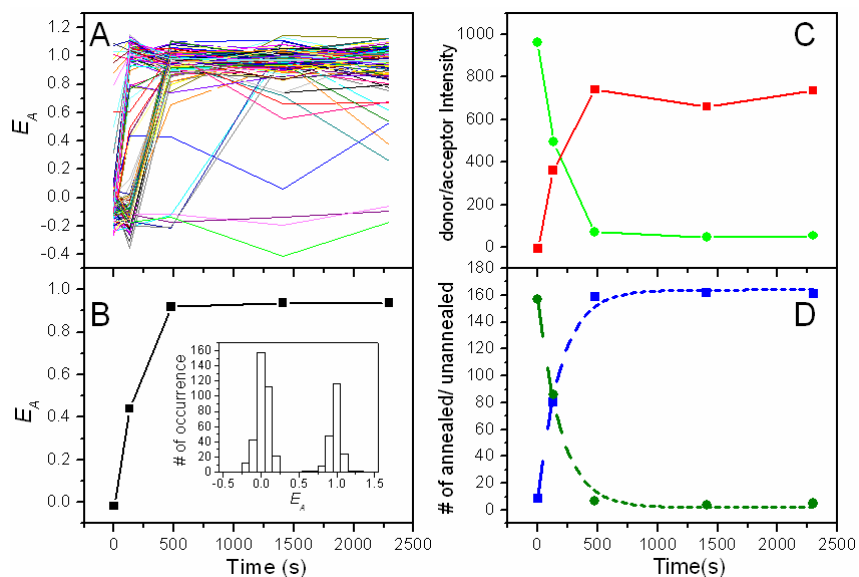 A
1.2
1.0
0.8
0.6
0.4
0.2
0.0
-0.2
-0.4
E_A
B
1.0
0.8
0.6
0.4
0.2
0.0
E_A
160
140
120
100
80
60
40
20
0
# of occurrence
-0.5 0.0 0.5 1.0 1.5
E_A
0 500 1000 1500 2000 2500
Time (s)
C
1000
800
600
400
200
0
donor/acceptor Intensity
D
180
160
140
120
100
80
60
40
20
0
# of annealed/ unannealed
0 500 1000 1500 2000 2500
Time(s)